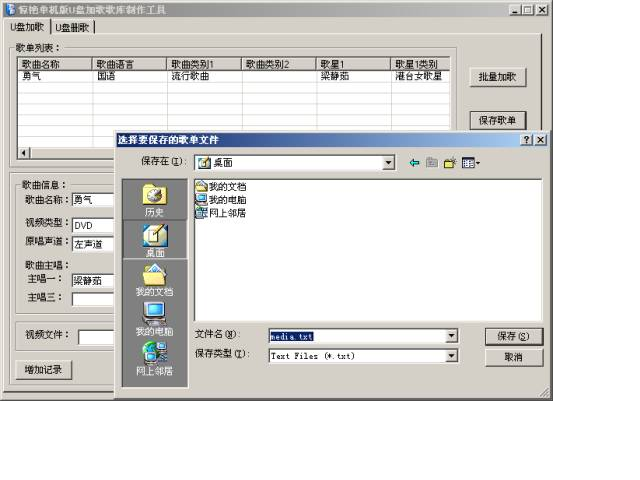 惊艳单机版U盘加歌歌库制作工具
U盘加歌 U盘删歌
歌单列表：
歌曲名称 歌曲语言 歌曲类别1 歌曲类别2 歌星1 歌星1类别
勇气 国语 流行歌曲 梁静茹 港台女歌星
批量加歌
保存歌单
选择要保存的歌单文件
保存在(I): 桌面
我的文档
我的电脑
网上邻居
历史
桌面
我的文档
我的电脑
网上邻居
歌曲信息：
歌曲名称：勇气
视频类型：DVD
原唱声道：左声道
歌曲主唱：
主唱一：梁静茹
主唱三：
视频文件：
增加记录
文件名(N): media.txt 保存(S)
保存类型(T): Text Files (*.txt) 取消